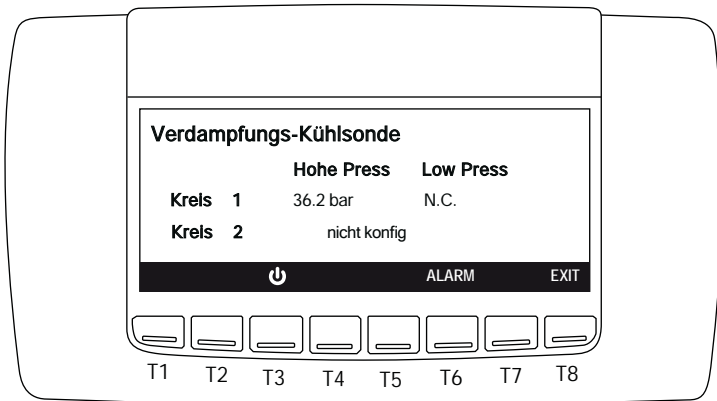 Verdampfungs-Kühlsonde
Hohe Press Low Press
Kreis 1 36.2 bar N.C.
Kreis 2 nicht konfig
ALARM EXIT
T1 T2 T3 T4 T5 T6 T7 T8